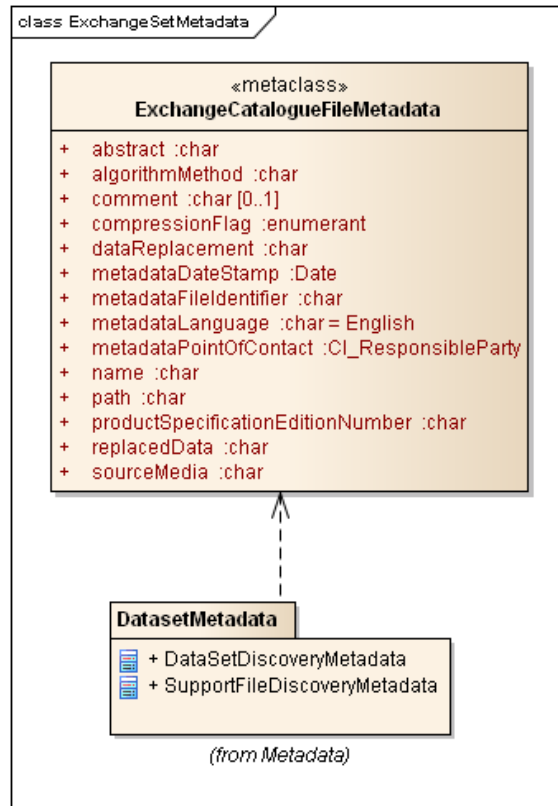 class ExchangeSetMetadata
«metaclass»
ExchangeCatalogueFileMetadata
+ abstract :char
+ algorithmMethod :char
+ comment :char [0..1]
+ compressionFlag :enumerant
+ dataReplacement :char
+ metadataDateStamp :Date
+ metadataFileIdentifier :char
+ metadataLanguage :char = English
+ metadataPointOfContact :CI_ResponsibleParty
+ name :char
+ path :char
+ productSpecificationEditionNumber :char
+ replacedData :char
+ sourceMedia :char
DatasetMetadata
+ DataSetDiscoveryMetadata
+ SupportFileDiscoveryMetadata
(from Metadata)